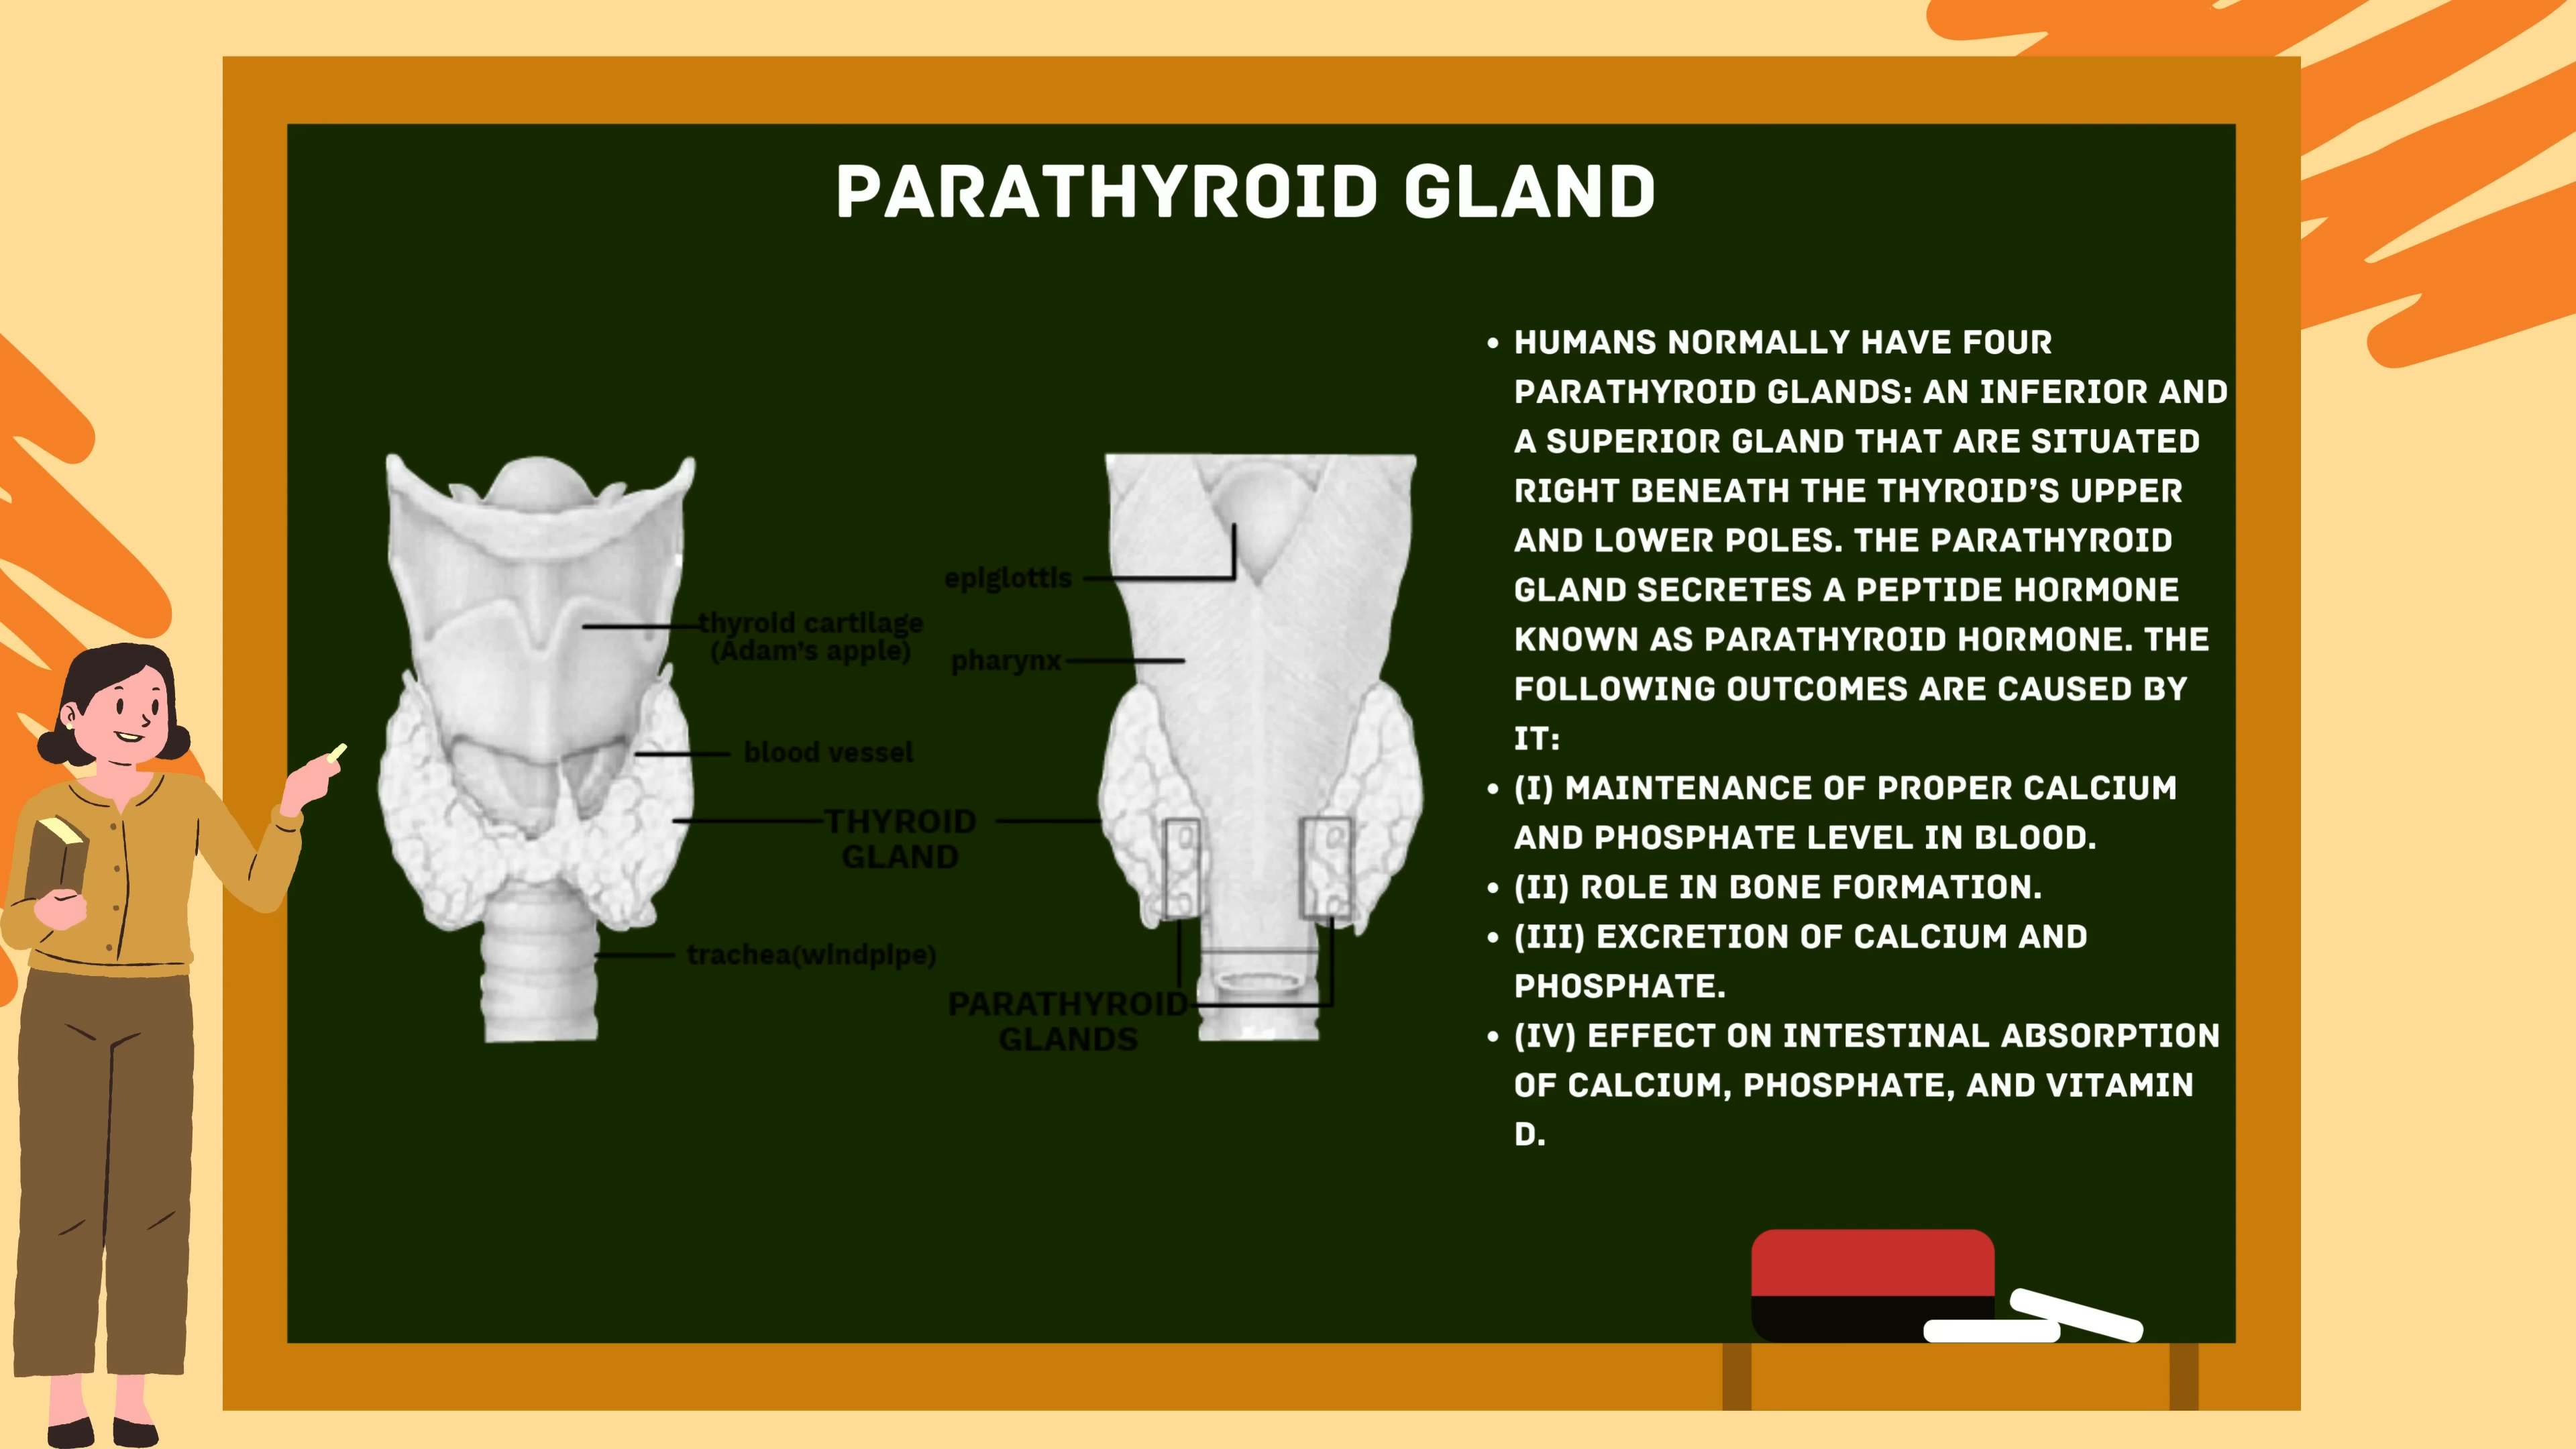 PARATHYROID GLAND
thyroid cartilage
(Adam's apple)
blood vessel
THYROID
GLAND
trachea(windpipe)
epiglottis
pharynx
PARATHYROID
GLANDS
• HUMANS NORMALLY HAVE FOUR
PARATHYROID GLANDS: AN INFERIOR AND
A SUPERIOR GLAND THAT ARE SITUATED
RIGHT BENEATH THE THYROID'S UPPER
AND LOWER POLES. THE PARATHYROID
GLAND SECRETES A PEPTIDE HORMONE
KNOWN AS PARATHYROID HORMONE. THE
FOLLOWING OUTCOMES ARE CAUSED BY
IT:
• (I) MAINTENANCE OF PROPER CALCIUM
AND PHOSPHATE LEVEL IN BLOOD.
• (II) ROLE IN BONE FORMATION.
• (III) EXCRETION OF CALCIUM AND
PHOSPHATE.
• (IV) EFFECT ON INTESTINAL ABSORPTION
OF CALCIUM, PHOSPHATE, AND VITAMIN
D.